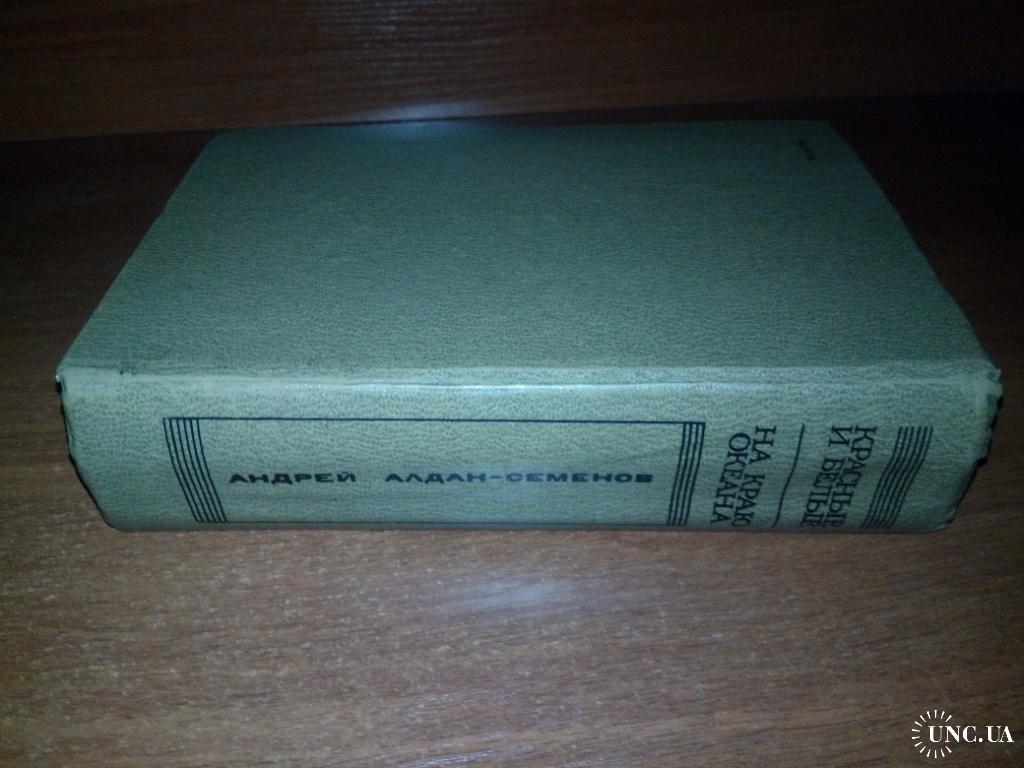 АНДРЕЙ АЛДАН-СЕМЕНОВ
КРАСНЫЕ
И БЕЛЫЕ
НА КРАЮ
ОКЕАНА
UNC.UA